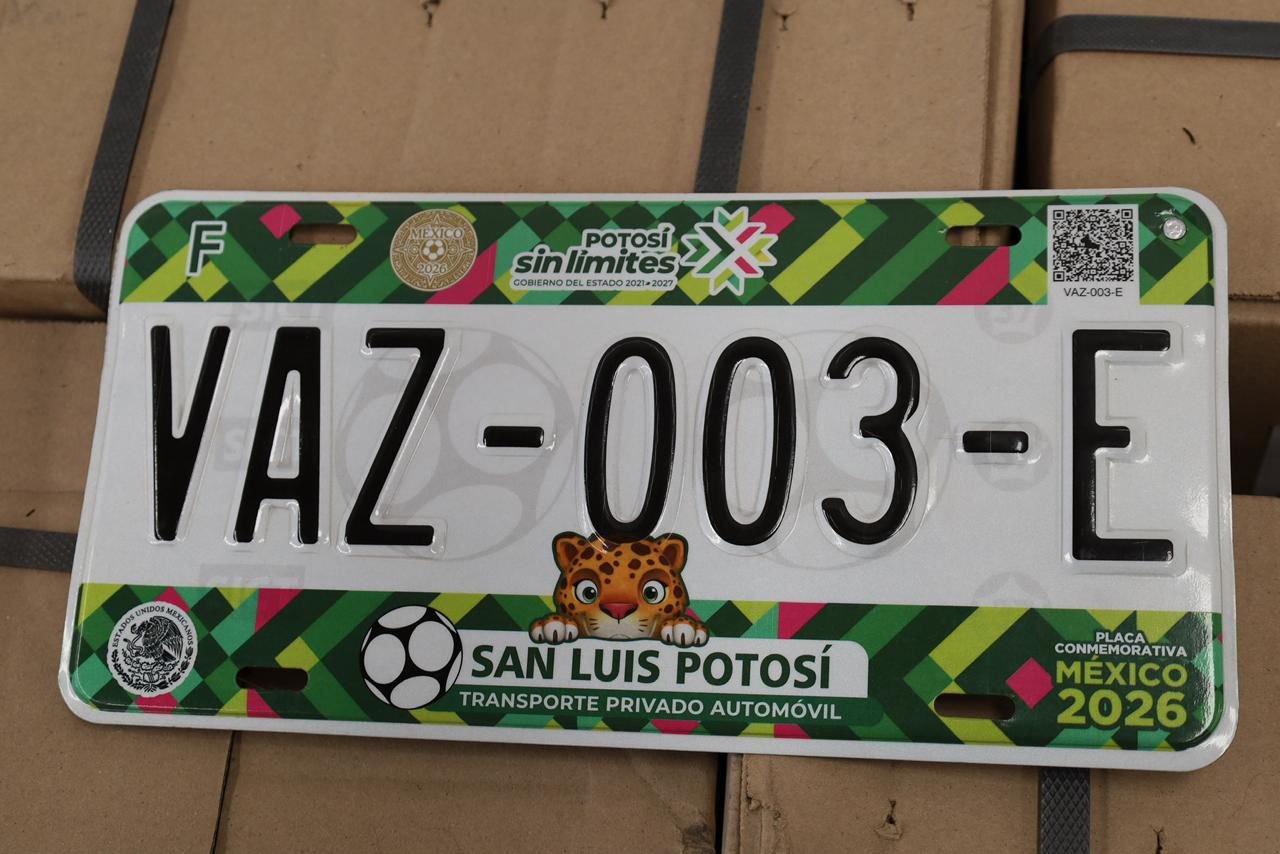 F
MÉXICO
2026
POTOSÍ
sin límites
GOBIERNO DEL ESTADO 2021-2027
VAZ-003-E
VAZ-003-E
ESTADOS UNIDOS MEXICANOS
SAN LUIS POTOSÍ
TRANSPORTE PRIVADO AUTOMÓVIL
PLACA
CONMEMORATIVA
MÉXICO
2026